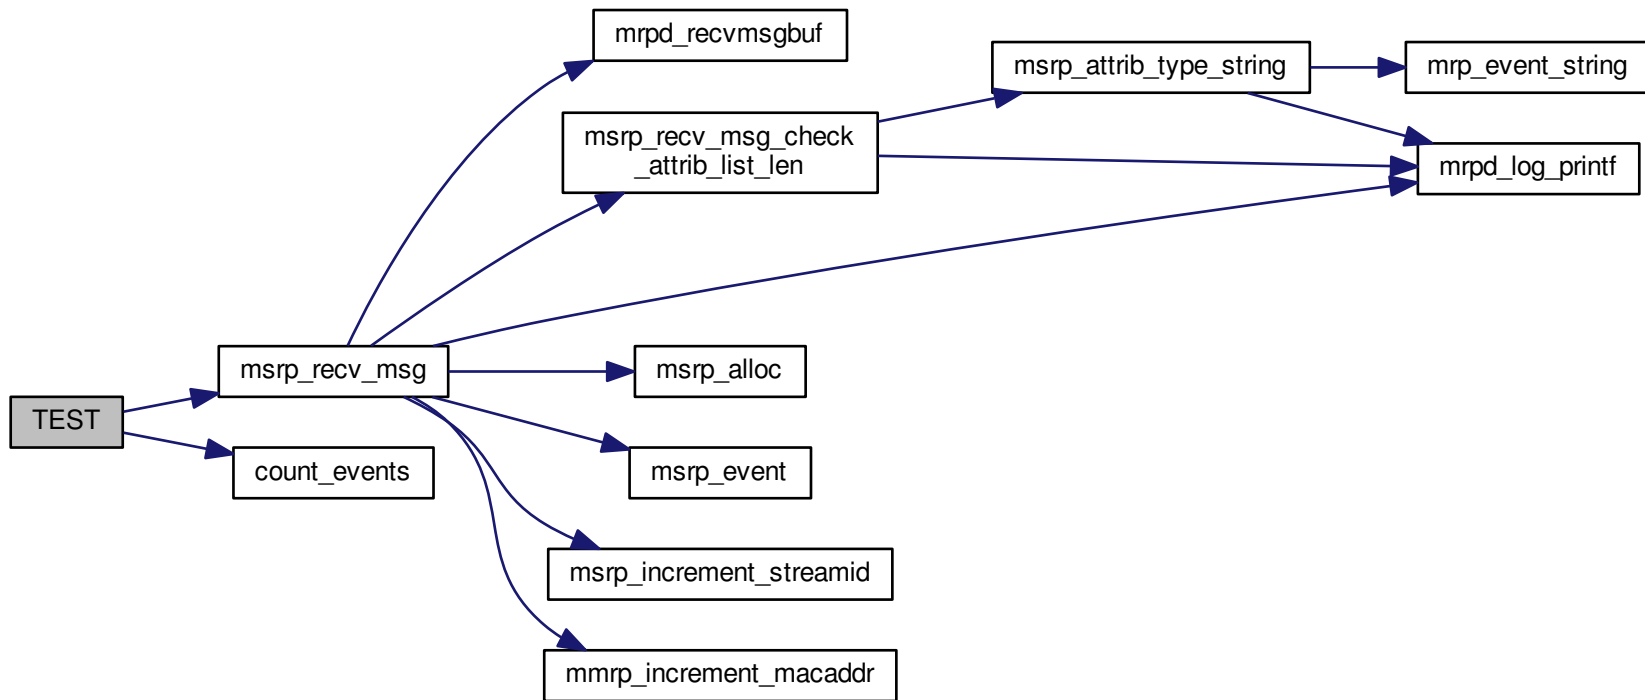 mrpd_recvmsgbuf
msrp_attrib_type_string
mrp_event_string
msrp_recv_msg_check
_attrib_list_len
mrpd_log_printf
msrp_recv_msg
msrp_alloc
TEST
count_events
msrp_event
msrp_increment_streamid
mmrp_increment_macaddr